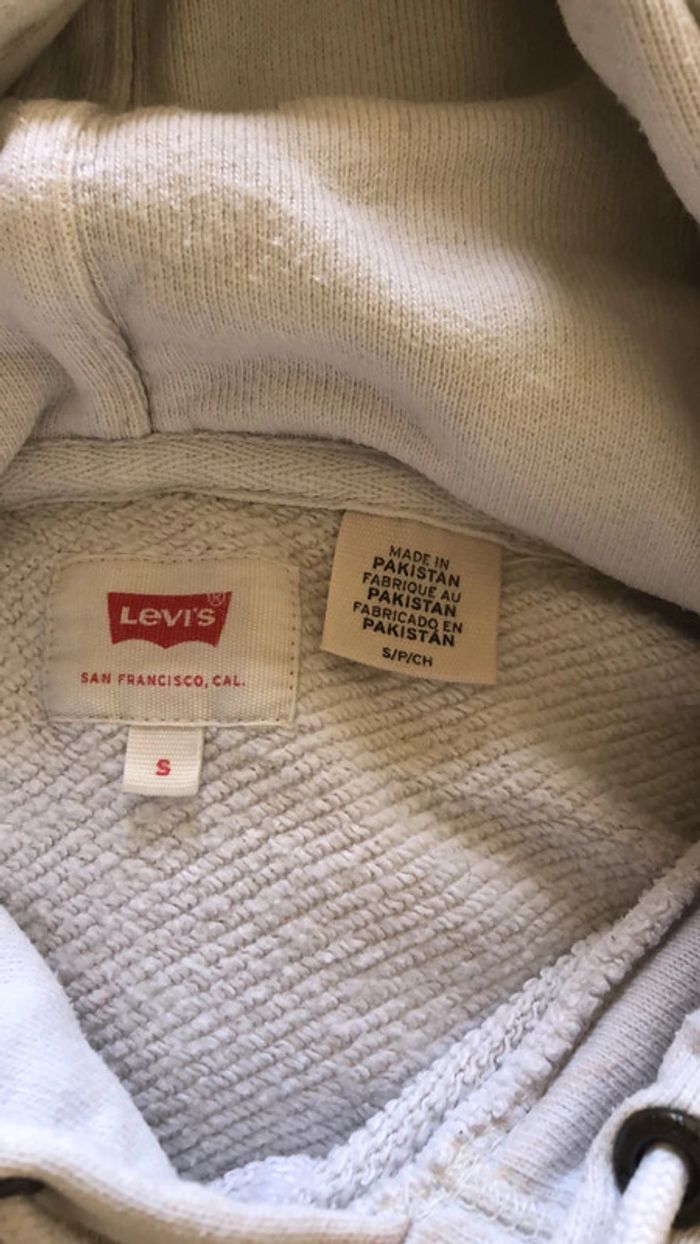 LEVI'S®
SAN FRANCISCO, CAL.
S
MADE IN
PAKISTAN
FABRIQUE AU
PAKISTAN
FABRICADO EN
PAKISTÁN
S/P/CH